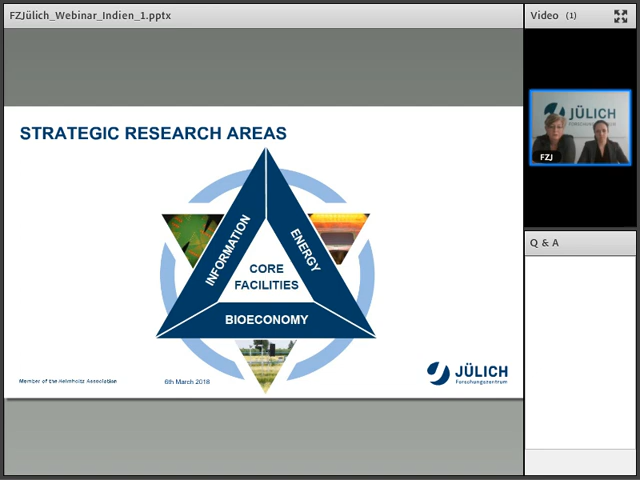 FZJülich_Webinar_Indien_1.pptx
Video (1)
JÜLICH
FORSCHUNGSZENTRUM
FZJ
STRATEGIC RESEARCH AREAS
INFORMATION
ENERGY
CORE
FACILITIES
BIOECONOMY
Q & A
Member of the Helmholtz Association
6th March 2018
JÜLICH
Forschungszentrum